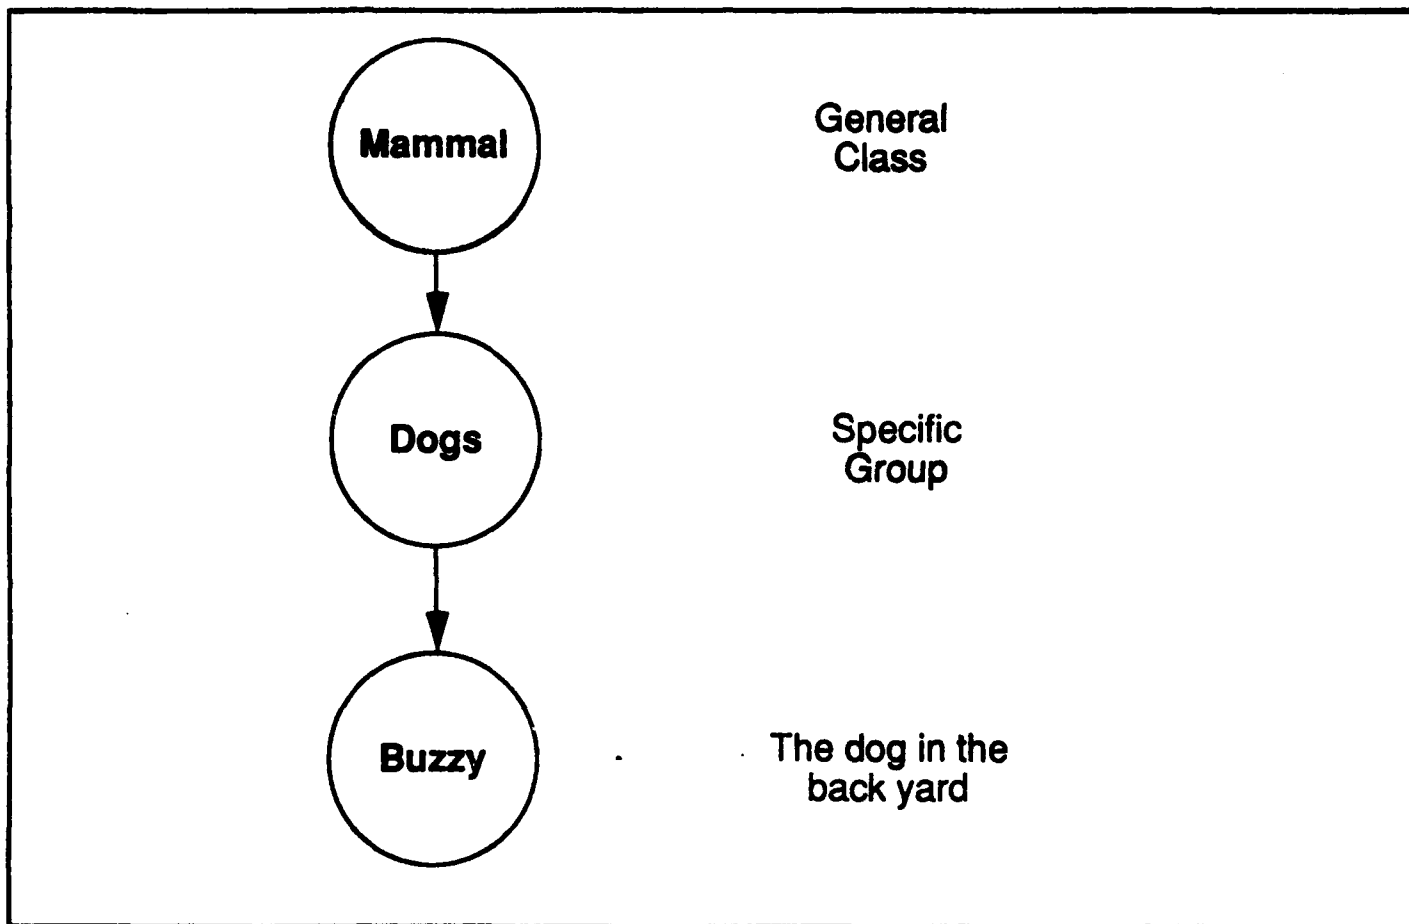 Mammal
General
Class
Dogs
Specific
Group
Buzzy
The dog in the
back yard